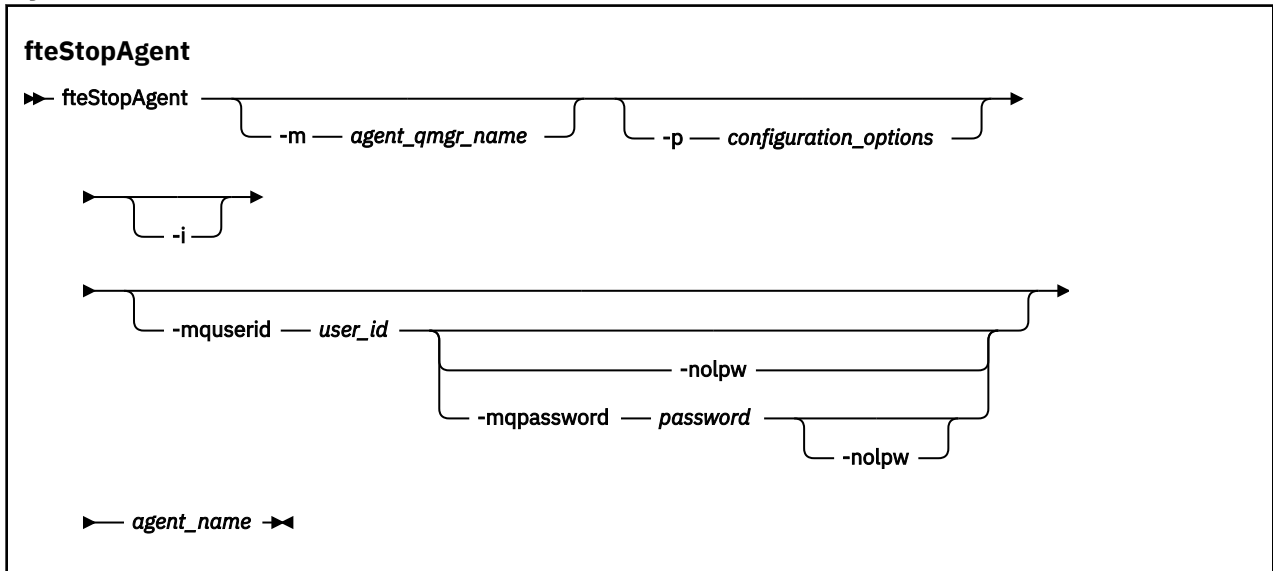 fteStopAgent
fteStopAgent
-m agent_qmgr_name -p configuration_options
-i
-mquserid user_id
-nolpw
-mqpassword password
-nolpw
agent_name